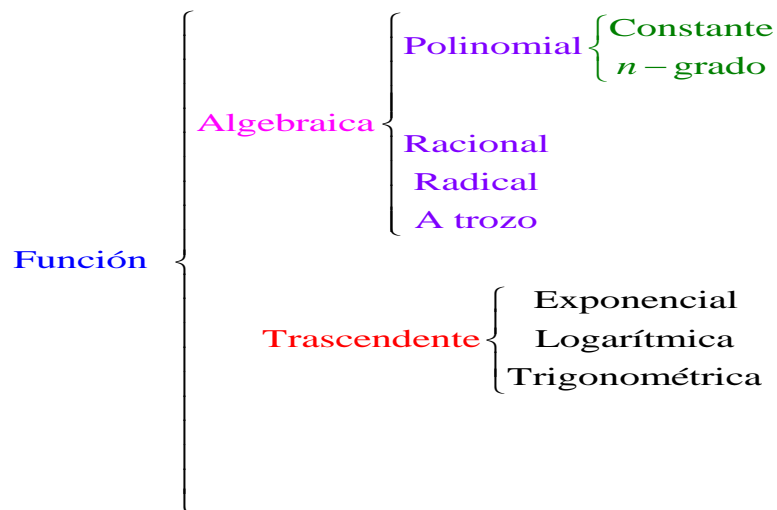 Función
Algebraica
Polinomial
Constante
n – grado
Racional
Radical
A trozo
Trascendente
Exponencial
Logarítmica
Trigonométrica